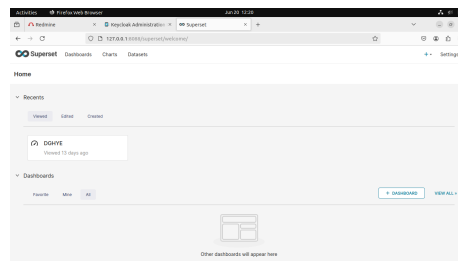 Activities Firefox Web Browser Jun 20 12:20
Redmine × Keycloak Administration × Superset × +
127.0.0.1:8088/superset/welcome/
Superset Dashboards Charts Datasets + Settings
Home
Recents
Viewed Edited Created
DGHYE
Viewed 13 days ago
Dashboards
Favorite Mine All + DASHBOARD VIEW ALL »
Other dashboards will appear here